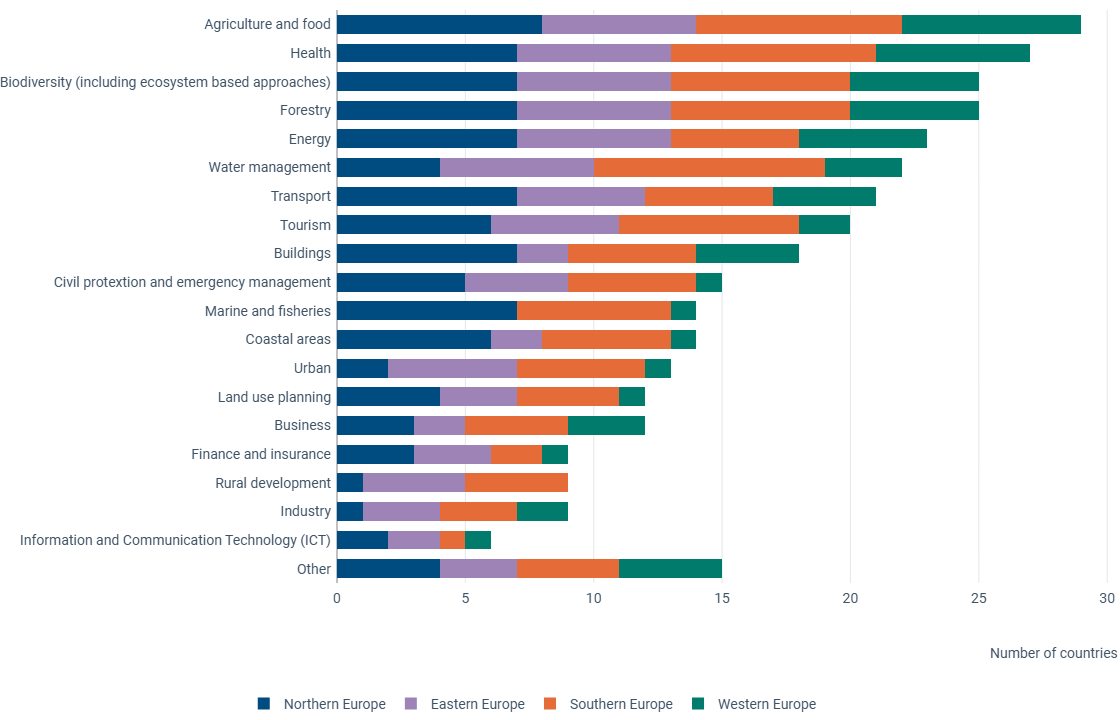 Agriculture and food
Health
Biodiversity (including ecosystem based approaches)
Forestry
Energy
Water management
Transport
Tourism
Buildings
Civil protextion and emergency management
Marine and fisheries
Coastal areas
Urban
Land use planning
Business
Finance and insurance
Rural development
Industry
Information and Communication Technology (ICT)
Other
0 5 10 15 20 25 30
Number of countries
Northern Europe Eastern Europe Southern Europe Western Europe